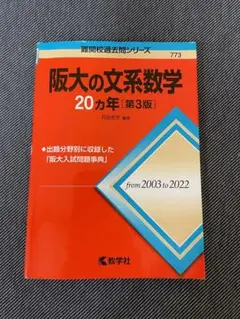 難関校過去問シリーズ
773
阪大の文系数学
20カ年[第3版]
編著
◆出題分野別に収録した
「阪大入試問題事典」
from 2003 to 2022
教学社